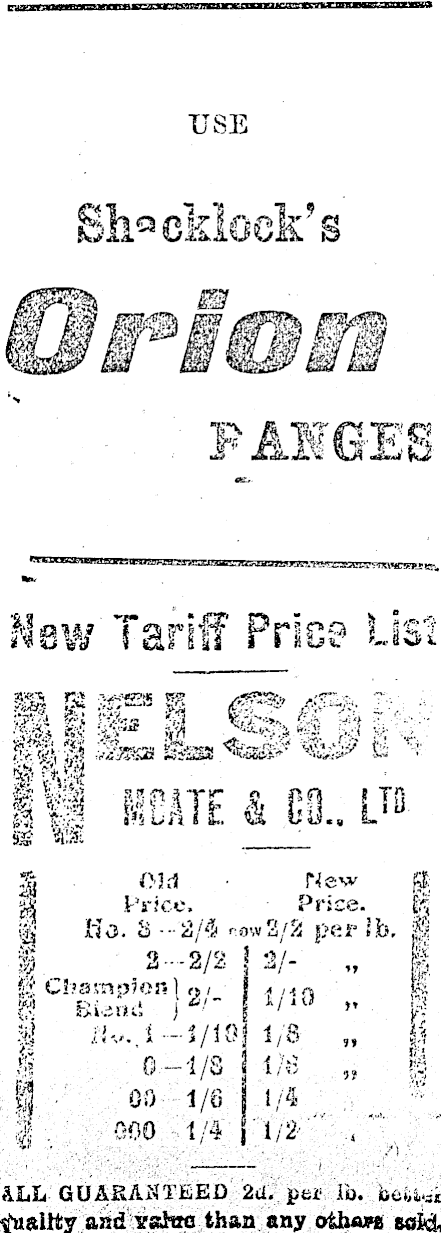 USE
Shacklock's
Orion
RANGES
New Tariff Price List
NELSON
MOATE & CO., LTD
Old New
Price. Price.
No. 3 - 2/4 now 2/2 per lb.
2 - 2/2 2/- ,,
Champion
Blend } 2/- 1/10 ,,
No. 1 - 1/10 1/8 ,,
0 - 1/8 1/6 ,,
00 1/6 1/4
000 1/4 1/2
ALL GUARANTEED 2d. per lb. better
quality and value than any others sold.